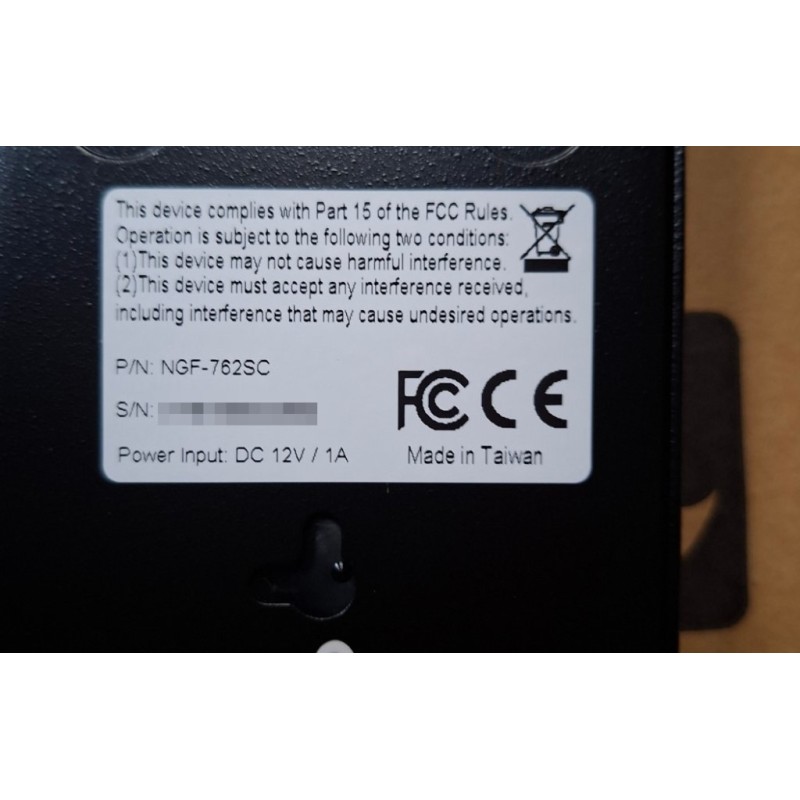 This device complies with Part 15 of the FCC Rules.
Operation is subject to the following two conditions:
(1)This device may not cause harmful interference.
(2)This device must accept any interference received,
including interference that may cause undesired operations.
P/N: NGF-762SC
S/N:
FC CE
Power Input: DC 12V / 1A
Made in Taiwan